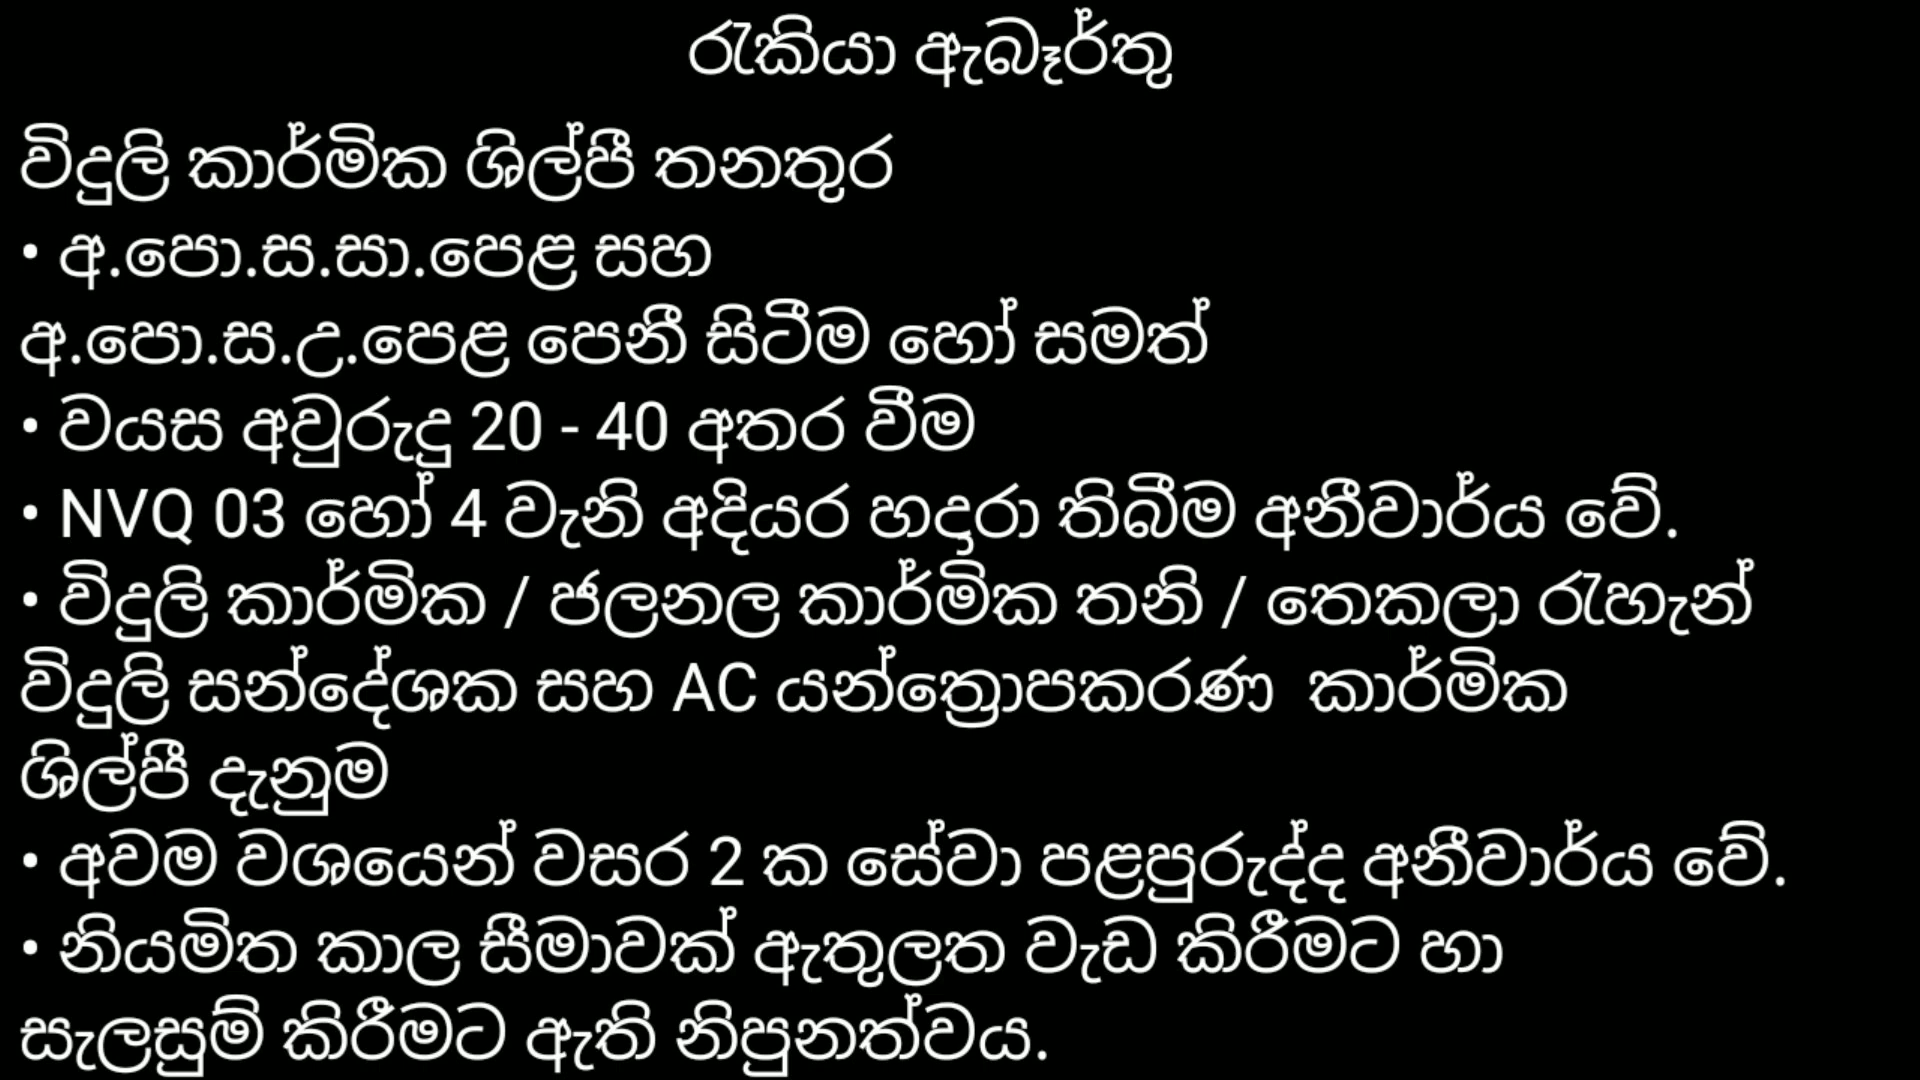 රැකියා ඇබෑර්තු
විදුලි කාර්මික ශිල්පී තනතුර
• අ.පො.ස.සා.පෙළ සහ
අ.පො.ස.උ.පෙළ පෙනී සිටීම හෝ සමත්
• වයස අවුරුදු 20 - 40 අතර වීම
• NVQ 03 හෝ 4 වැනි අදියර හදාරා තිබීම අනිවාර්ය වේ.
• විදුලි කාර්මික / ජලනල කාර්මික තනි / තෙකලා රැහැන්
විදුලි සන්දේශක සහ AC යන්ත්‍රොපකරණ  කාර්මික
ශිල්පී දැනුම
• අවම වශයෙන් වසර 2 ක සේවා පළපුරුද්ද අනීවාර්ය වේ.
• නියමිත කාල සීමාවක් ඇතුලත වැඩ කිරීමට හා
සැලසුම් කිරීමට ඇති නිපුනත්වය.